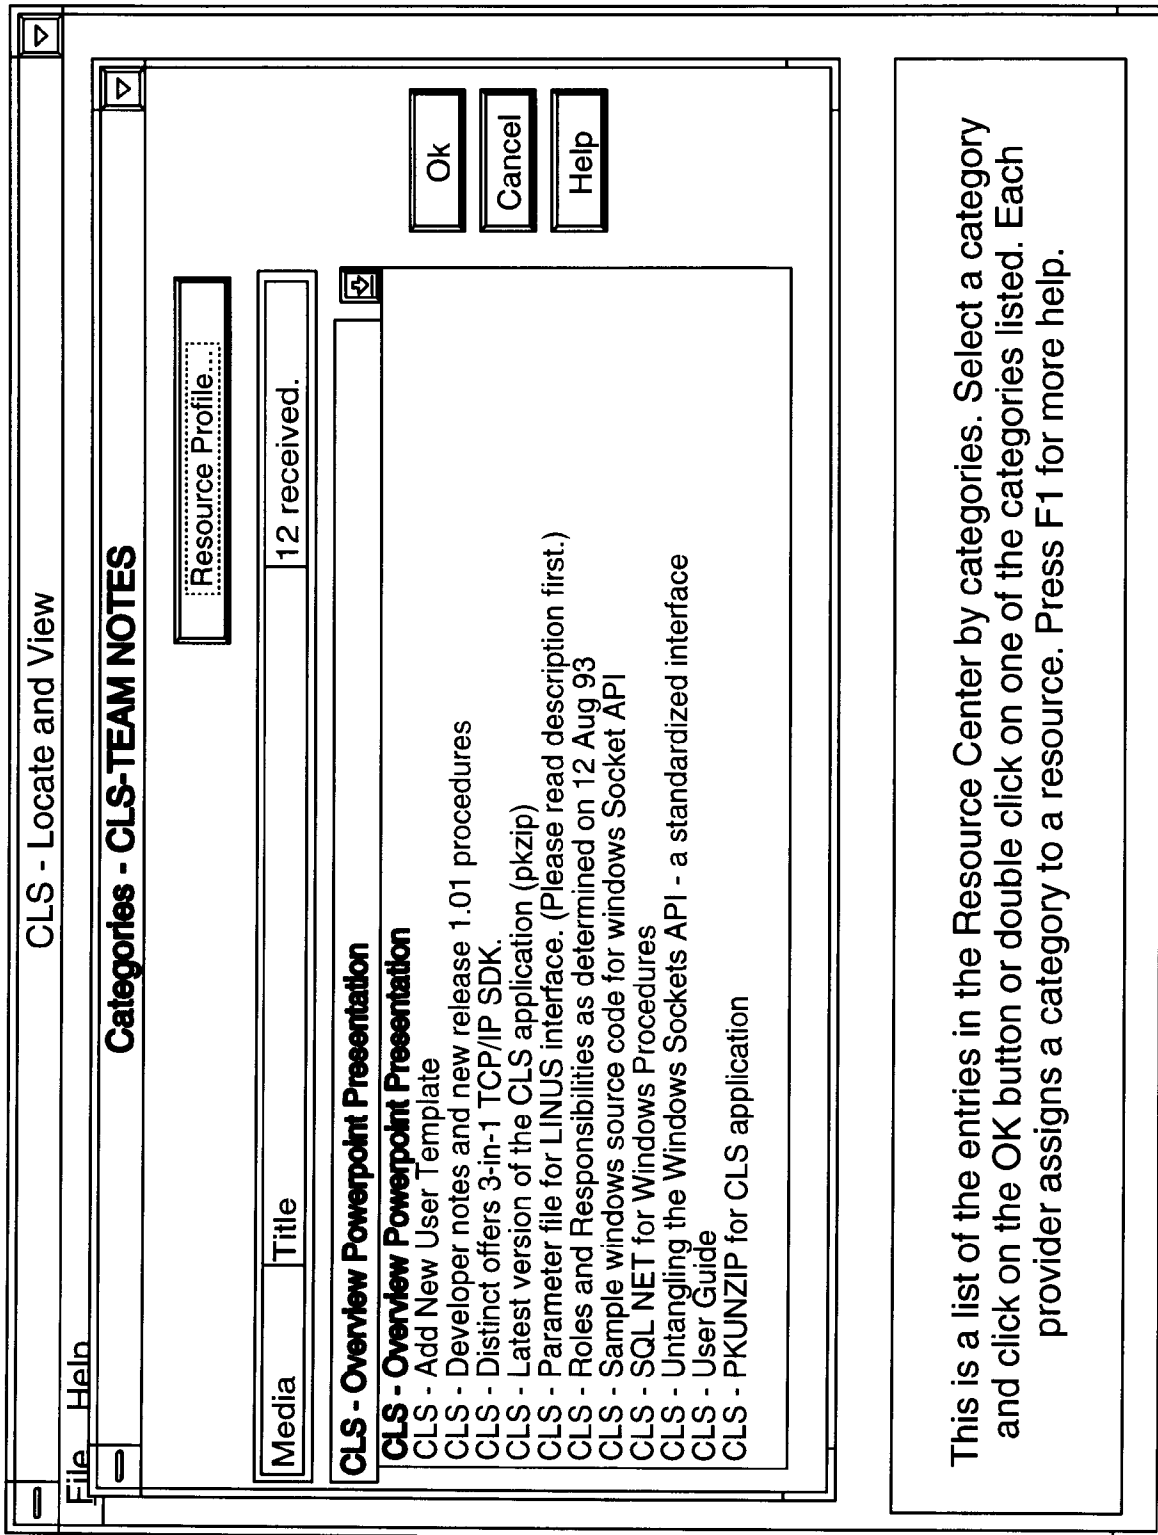 CLS - Locate and View
File Help
Categories - CLS-TEAM NOTES
Resource Profile...
Media Title 12 received.
CLS - Overview Powerpoint Presentation
CLS - Overview Powerpoint Presentation
CLS - Add New User Template
CLS - Developer notes and new release 1.01 procedures
CLS - Distinct offers 3-in-1 TCP/IP SDK.
CLS - Latest version of the CLS application (pkzip)
CLS - Parameter file for LINUS interface. (Please read description first.)
CLS - Roles and Responsibilities as determined on 12 Aug 93
CLS - Sample windows source code for windows Socket API
CLS - SQL NET for Windows Procedures
CLS - Untangling the Windows Sockets API - a standardized interface
CLS - User Guide
CLS - PKUNZIP for CLS application
Ok
Cancel
Help
This is a list of the entries in the Resource Center by categories. Select a category
and click on the OK button or double click on one of the categories listed. Each
provider assigns a category to a resource. Press F1 for more help.